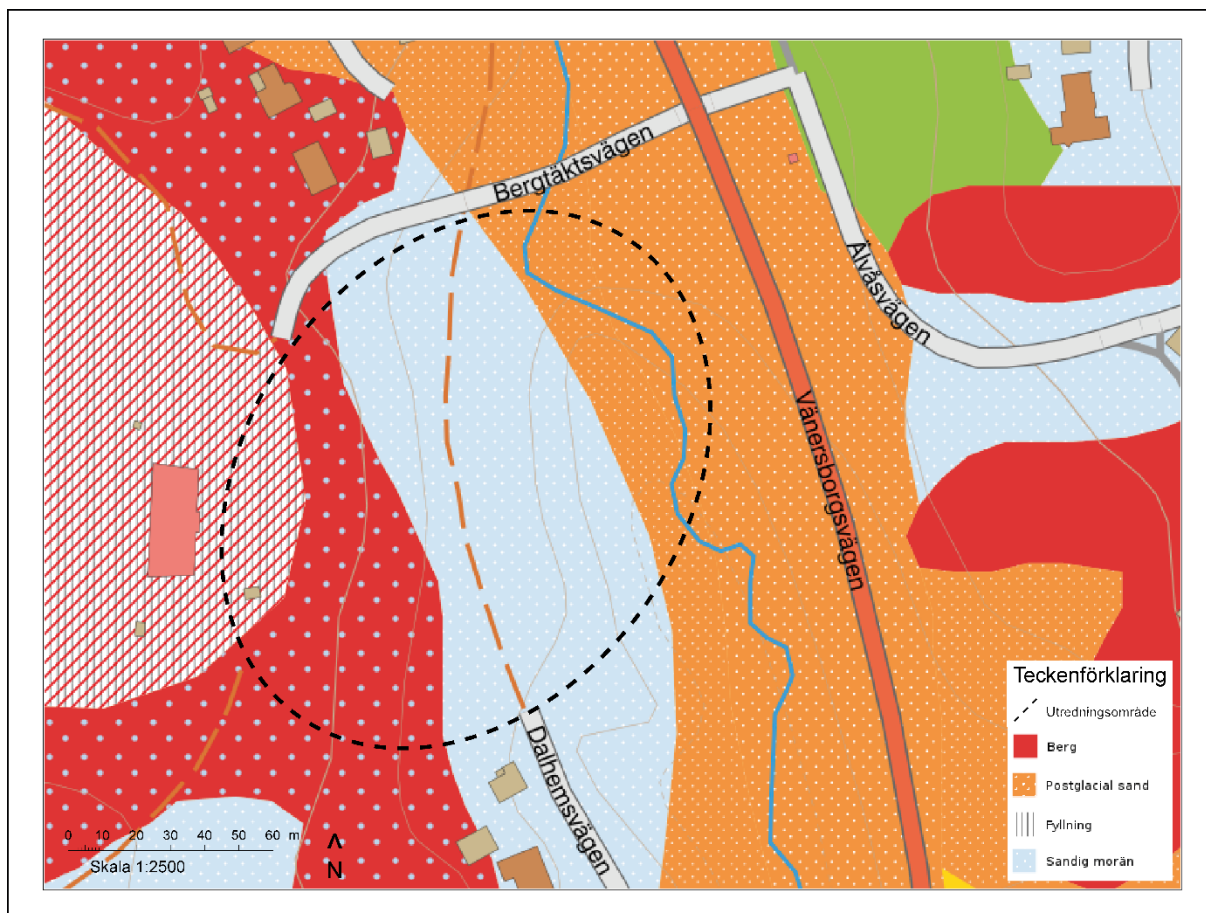 Bergtäktsvägen
Älvåsvägen
Vänersborgsvägen
Dalhemsvägen
Teckenförklaring
Utredningsområde
Berg
Postglacial sand
Fyllning
Sandig morän
0 10 20 30 40 50 60 m
Skala 1:2500
N